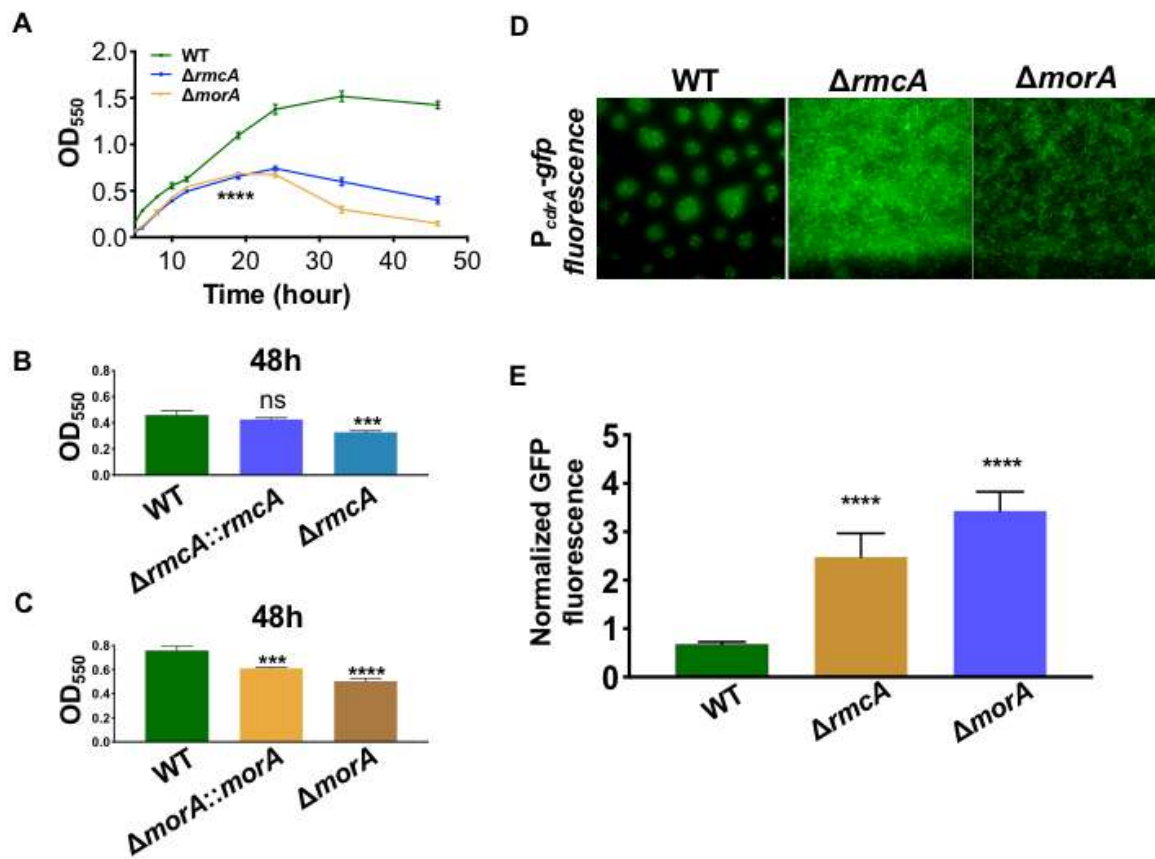 A
2.0
1.5
1.0
0.5
0.0
OD550
WT
ΔrmcA
ΔmorA
****
10 20 30 40 50
Time (hour)
B
48h
0.8
0.6
0.4
0.2
0.0
OD550
ns
***
WT
ΔrmcA::rmcA
ΔrmcA
C
48h
0.8
0.6
0.4
0.2
0.0
OD550
***
****
WT
ΔmorA::morA
ΔmorA
D
WT ΔrmcA ΔmorA
PcdrA-gfp
fluorescence
E
Normalized GFP
fluorescence
5
4
3
2
1
0
****
****
WT
ΔrmcA
ΔmorA